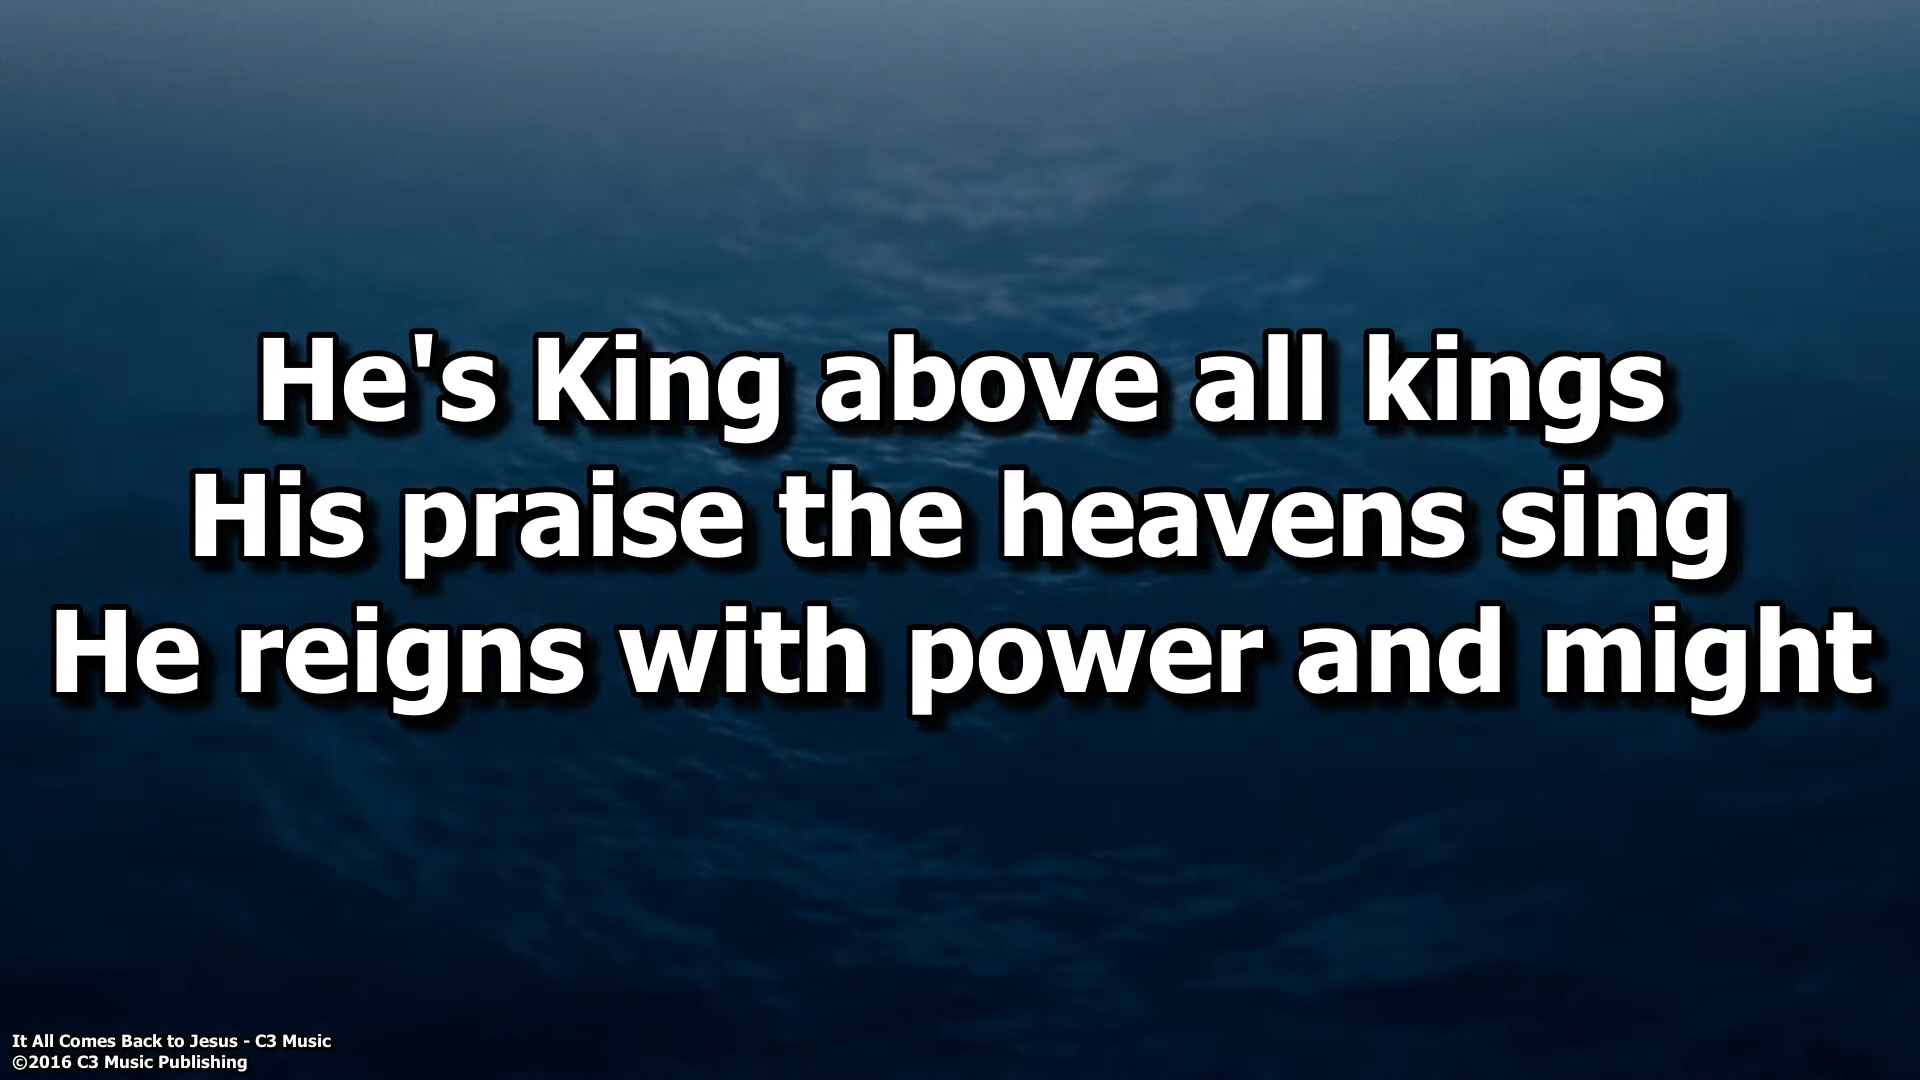 He's King above all kings
His praise the heavens sing
He reigns with power and might
It All Comes Back to Jesus - C3 Music
©2016 C3 Music Publishing